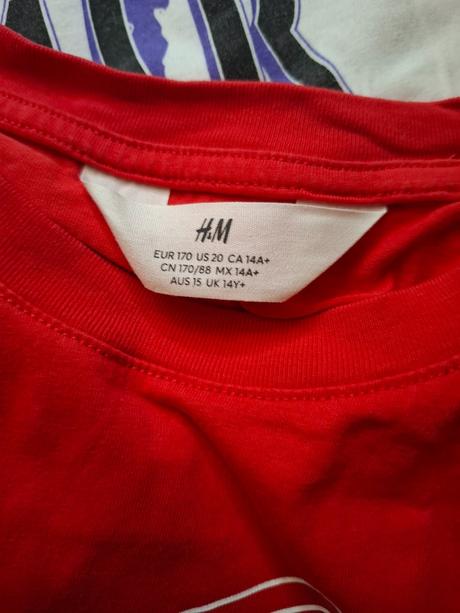 H&M
EUR 170 US 20 CA 14A+
CN 170/88 MX 14A+
AUS 15 UK 14Y+